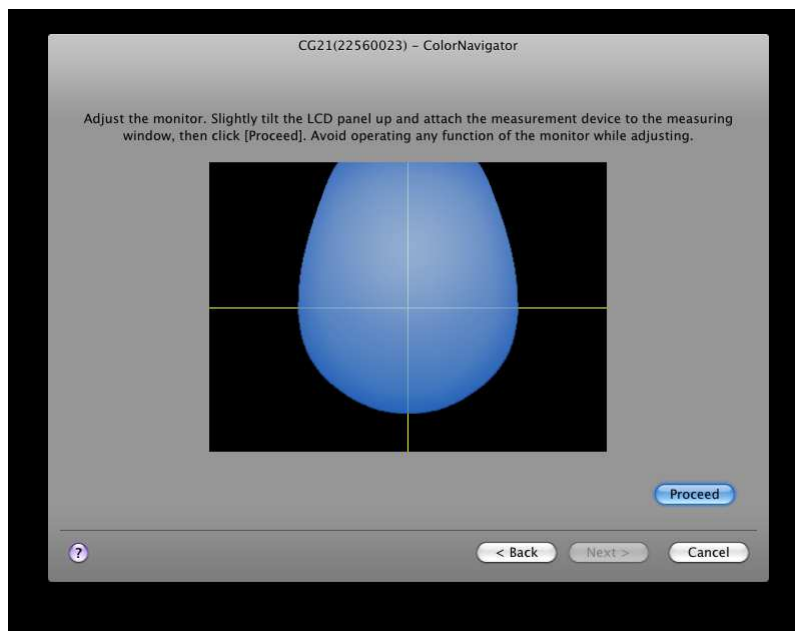 CG21(22560023) – ColorNavigator
Adjust the monitor. Slightly tilt the LCD panel up and attach the measurement device to the measuring
window, then click [Proceed]. Avoid operating any function of the monitor while adjusting.
Proceed
?
< Back
Next >
Cancel